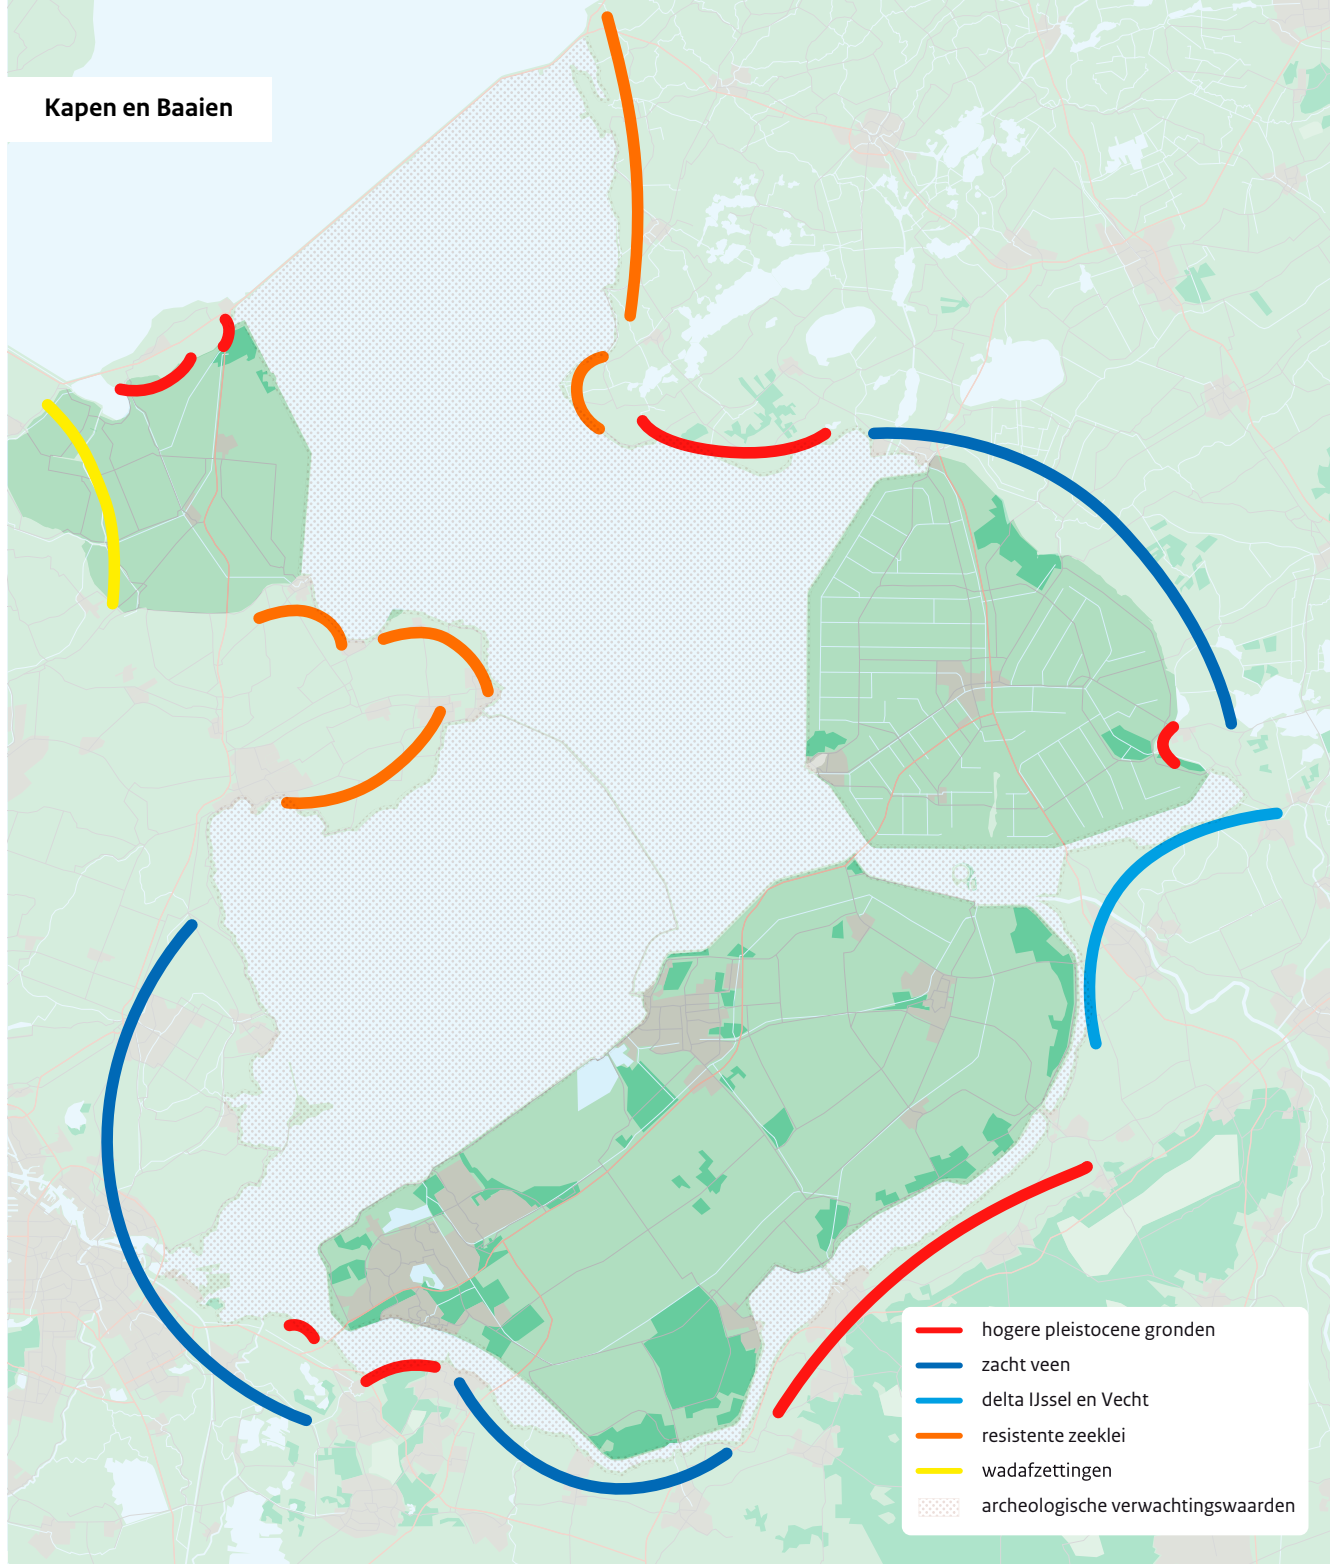 Kapen en Baaien
hogere pleistocene gronden
zacht veen
delta IJssel en Vecht
resistente zeeklei
wadafzettingen
archeologische verwachtingswaarden